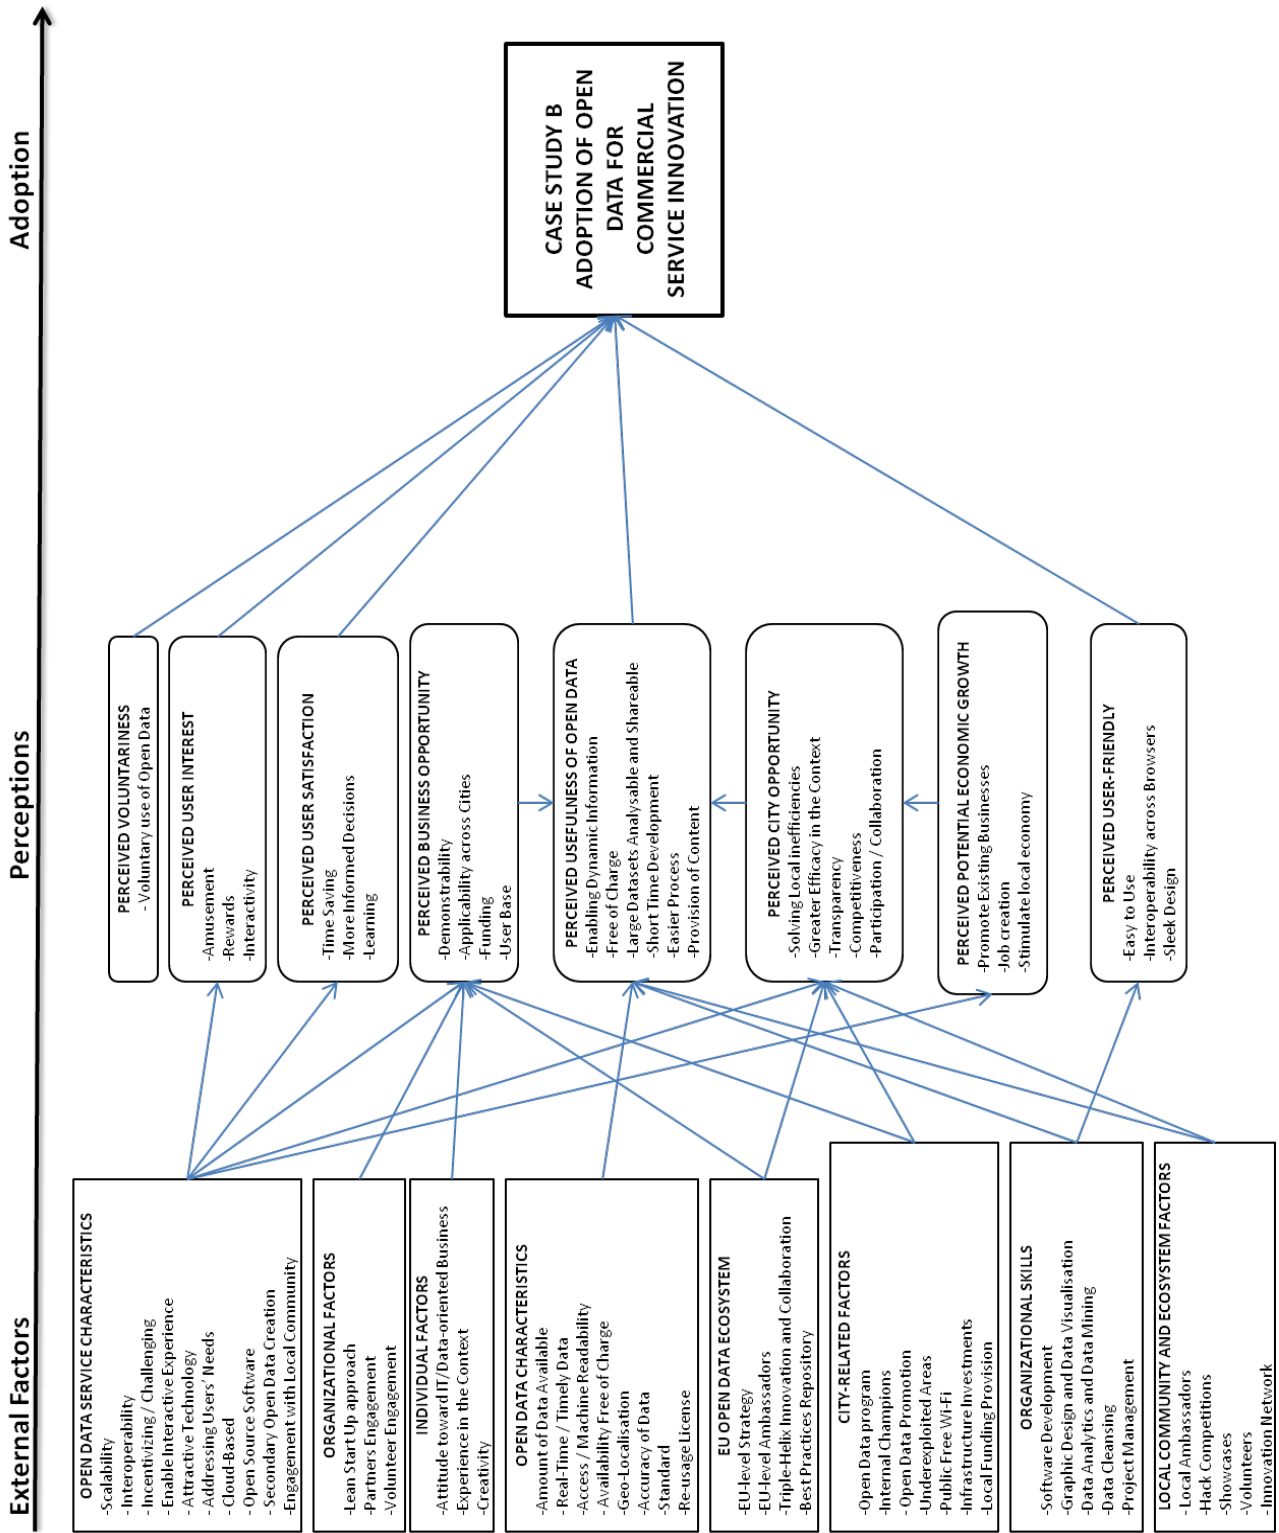 External Factors
Perceptions
Adoption
OPEN DATA SERVICE CHARACTERISTICS
-Scalability
-Interoperability
-Incentivizing / Challenging
-Enable Interactive Experience
-Attractive Technology
-Addressing Users' Needs
-Cloud-Based
-Open Source Software
-Secondary Open Data Creation
-Engagement with Local Community
ORGANIZATIONAL FACTORS
-Lean Start Up approach
-Partners Engagement
-Volunteer Engagement
INDIVIDUAL FACTORS
-Attitude toward IT/Data-oriented Business
-Experience in the Context
-Creativity
OPEN DATA CHARACTERISTICS
-Amount of Data Available
-Real-Time / Timely Data
-Access / Machine Readability
- Availability Free of Charge
-Geo-Localisation
-Accuracy of Data
-Standard
-Re-usage License
EU OPEN DATA ECOSYSTEM
-EU-level Strategy
-EU-level Ambassadors
-Triple-Helix Innovation and Collaboration
-Best Practices Repository
CITY-RELATED FACTORS
-Open Data program
-Internal Champions
- Open Data Promotion
-Underexploited Areas
-Public Free Wi-Fi
-Infrastructure Investments
-Local Funding Provision
ORGANIZATIONAL SKILLS
-Software Development
-Graphic Design and Data Visualisation
-Data Analytics and Data Mining
-Data Cleansing
-Project Management
LOCAL COMMUNITY AND ECOSYSTEM FACTORS
- Local Ambassadors
-Hack Competitions
-Showcases
-Volunteers
- Innovation Network
PERCEIVED VOLUNTARINESS
- Voluntary use of Open Data
PERCEIVED USER INTEREST
-Amusement
-Rewards
-Interactivity
PERCEIVED USER SATISFACTION
-Time Saving
-More Informed Decisions
-Learning
PERCEIVED BUSINESS OPPORTUNITY
-Demonstrability
-Applicability across Cities
-Funding
-User Base
PERCEIVED USEFULNESS OF OPEN DATA
-Enabling Dynamic Information
-Free of Charge
-Large Datasets Analysable and Shareable
-Short Time Development
-Easier Process
-Provision of Content
PERCEIVED CITY OPPORTUNITY
-Solving Local inefficiencies
-Greater Efficacy in the Context
-Transparency
-Competitiveness
-Participation / Collaboration
PERCEIVED POTENTIAL ECONOMIC GROWTH
-Promote Existing Businesses
-Job creation
-Stimulate local economy
PERCEIVED USER-FRIENDLY
-Easy to Use
-Interoperability across Browsers
-Sleek Design
CASE STUDY B
ADOPTION OF OPEN
DATA FOR
COMMERCIAL
SERVICE INNOVATION